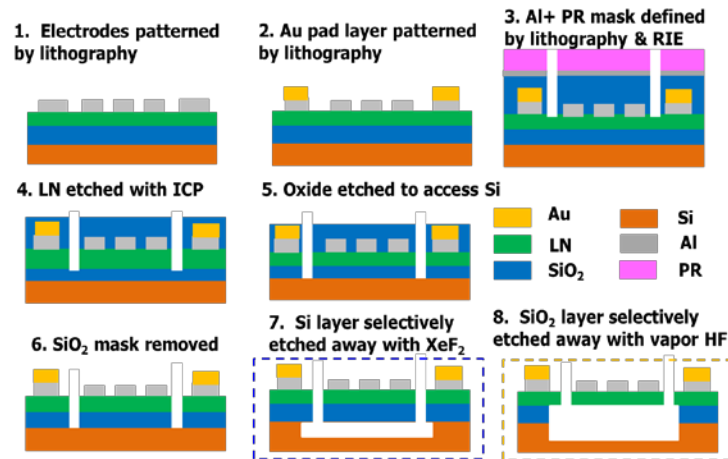 1. Electrodes patterned
by lithography
2. Au pad layer patterned
by lithography
3. Al+ PR mask defined
by lithography & RIE
4. LN etched with ICP
5. Oxide etched to access Si
Au
Si
LN
Al
SiO₂
PR
6. SiO₂ mask removed
7. Si layer selectively
etched away with XeF₂
8. SiO₂ layer selectively
etched away with vapor HF